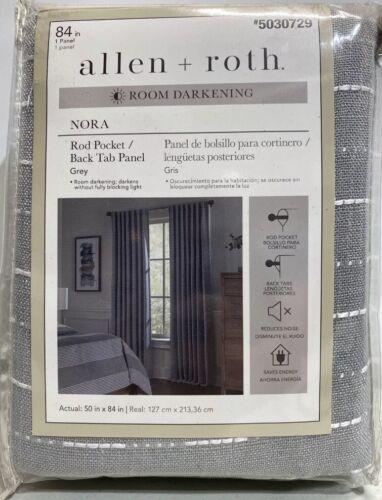 84 in
1 Panel
1 panel
#5030729
allen + roth.
ROOM DARKENING
NORA
Rod Pocket /
Back Tab Panel
Grey
• Room darkening; darkens
without fully blocking light
Panel de bolsillo para cortinero /
lengüetas posteriores
Gris
• Oscurecimiento para la habitación; se oscurece sin
bloquear completamente la luz
ROD POCKET
BOLSILLO PARA
CORTINERO
BACK TABS
LENGÜETAS
POSTERIORES
REDUCES NOISE
DISMINUYE EL RUIDO
SAVES ENERGY
AHORRA ENERGÍA
Actual: 50 in x 84 in | Real: 127 cm x 213,36 cm